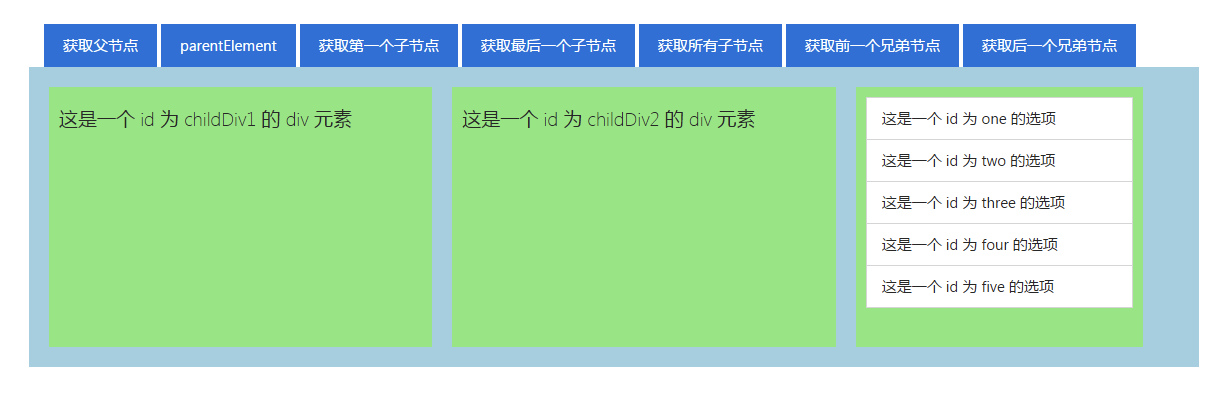 获取父节点 parentElement 获取第一个子节点 获取最后一个子节点 获取所有子节点 获取前一个兄弟节点 获取后一个兄弟节点
这是一个 id 为 childDiv1 的 div 元素
这是一个 id 为 childDiv2 的 div 元素
这是一个 id 为 one 的选项
这是一个 id 为 two 的选项
这是一个 id 为 three 的选项
这是一个 id 为 four 的选项
这是一个 id 为 five 的选项